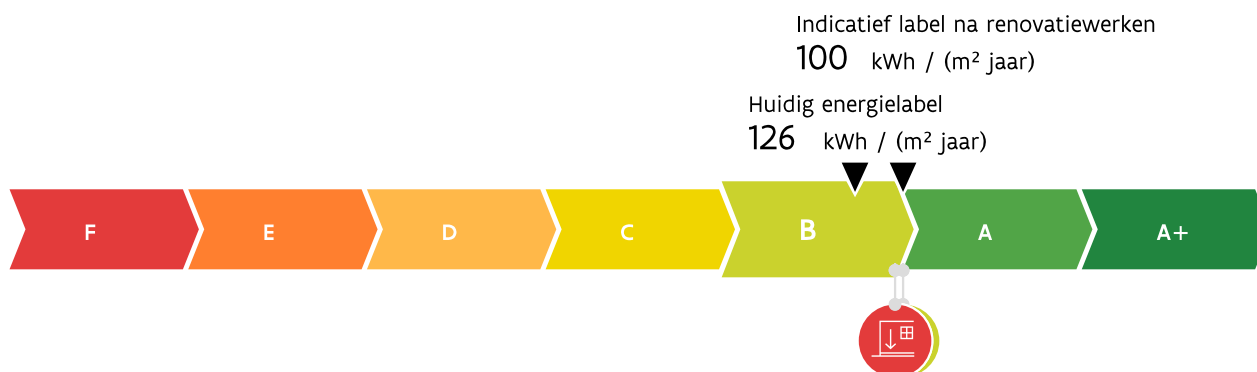 Indicatief label na renovatiewerken
100 kWh / (m² jaar)
Huidig energielabel
126 kWh / (m² jaar)
F E D C B A A+